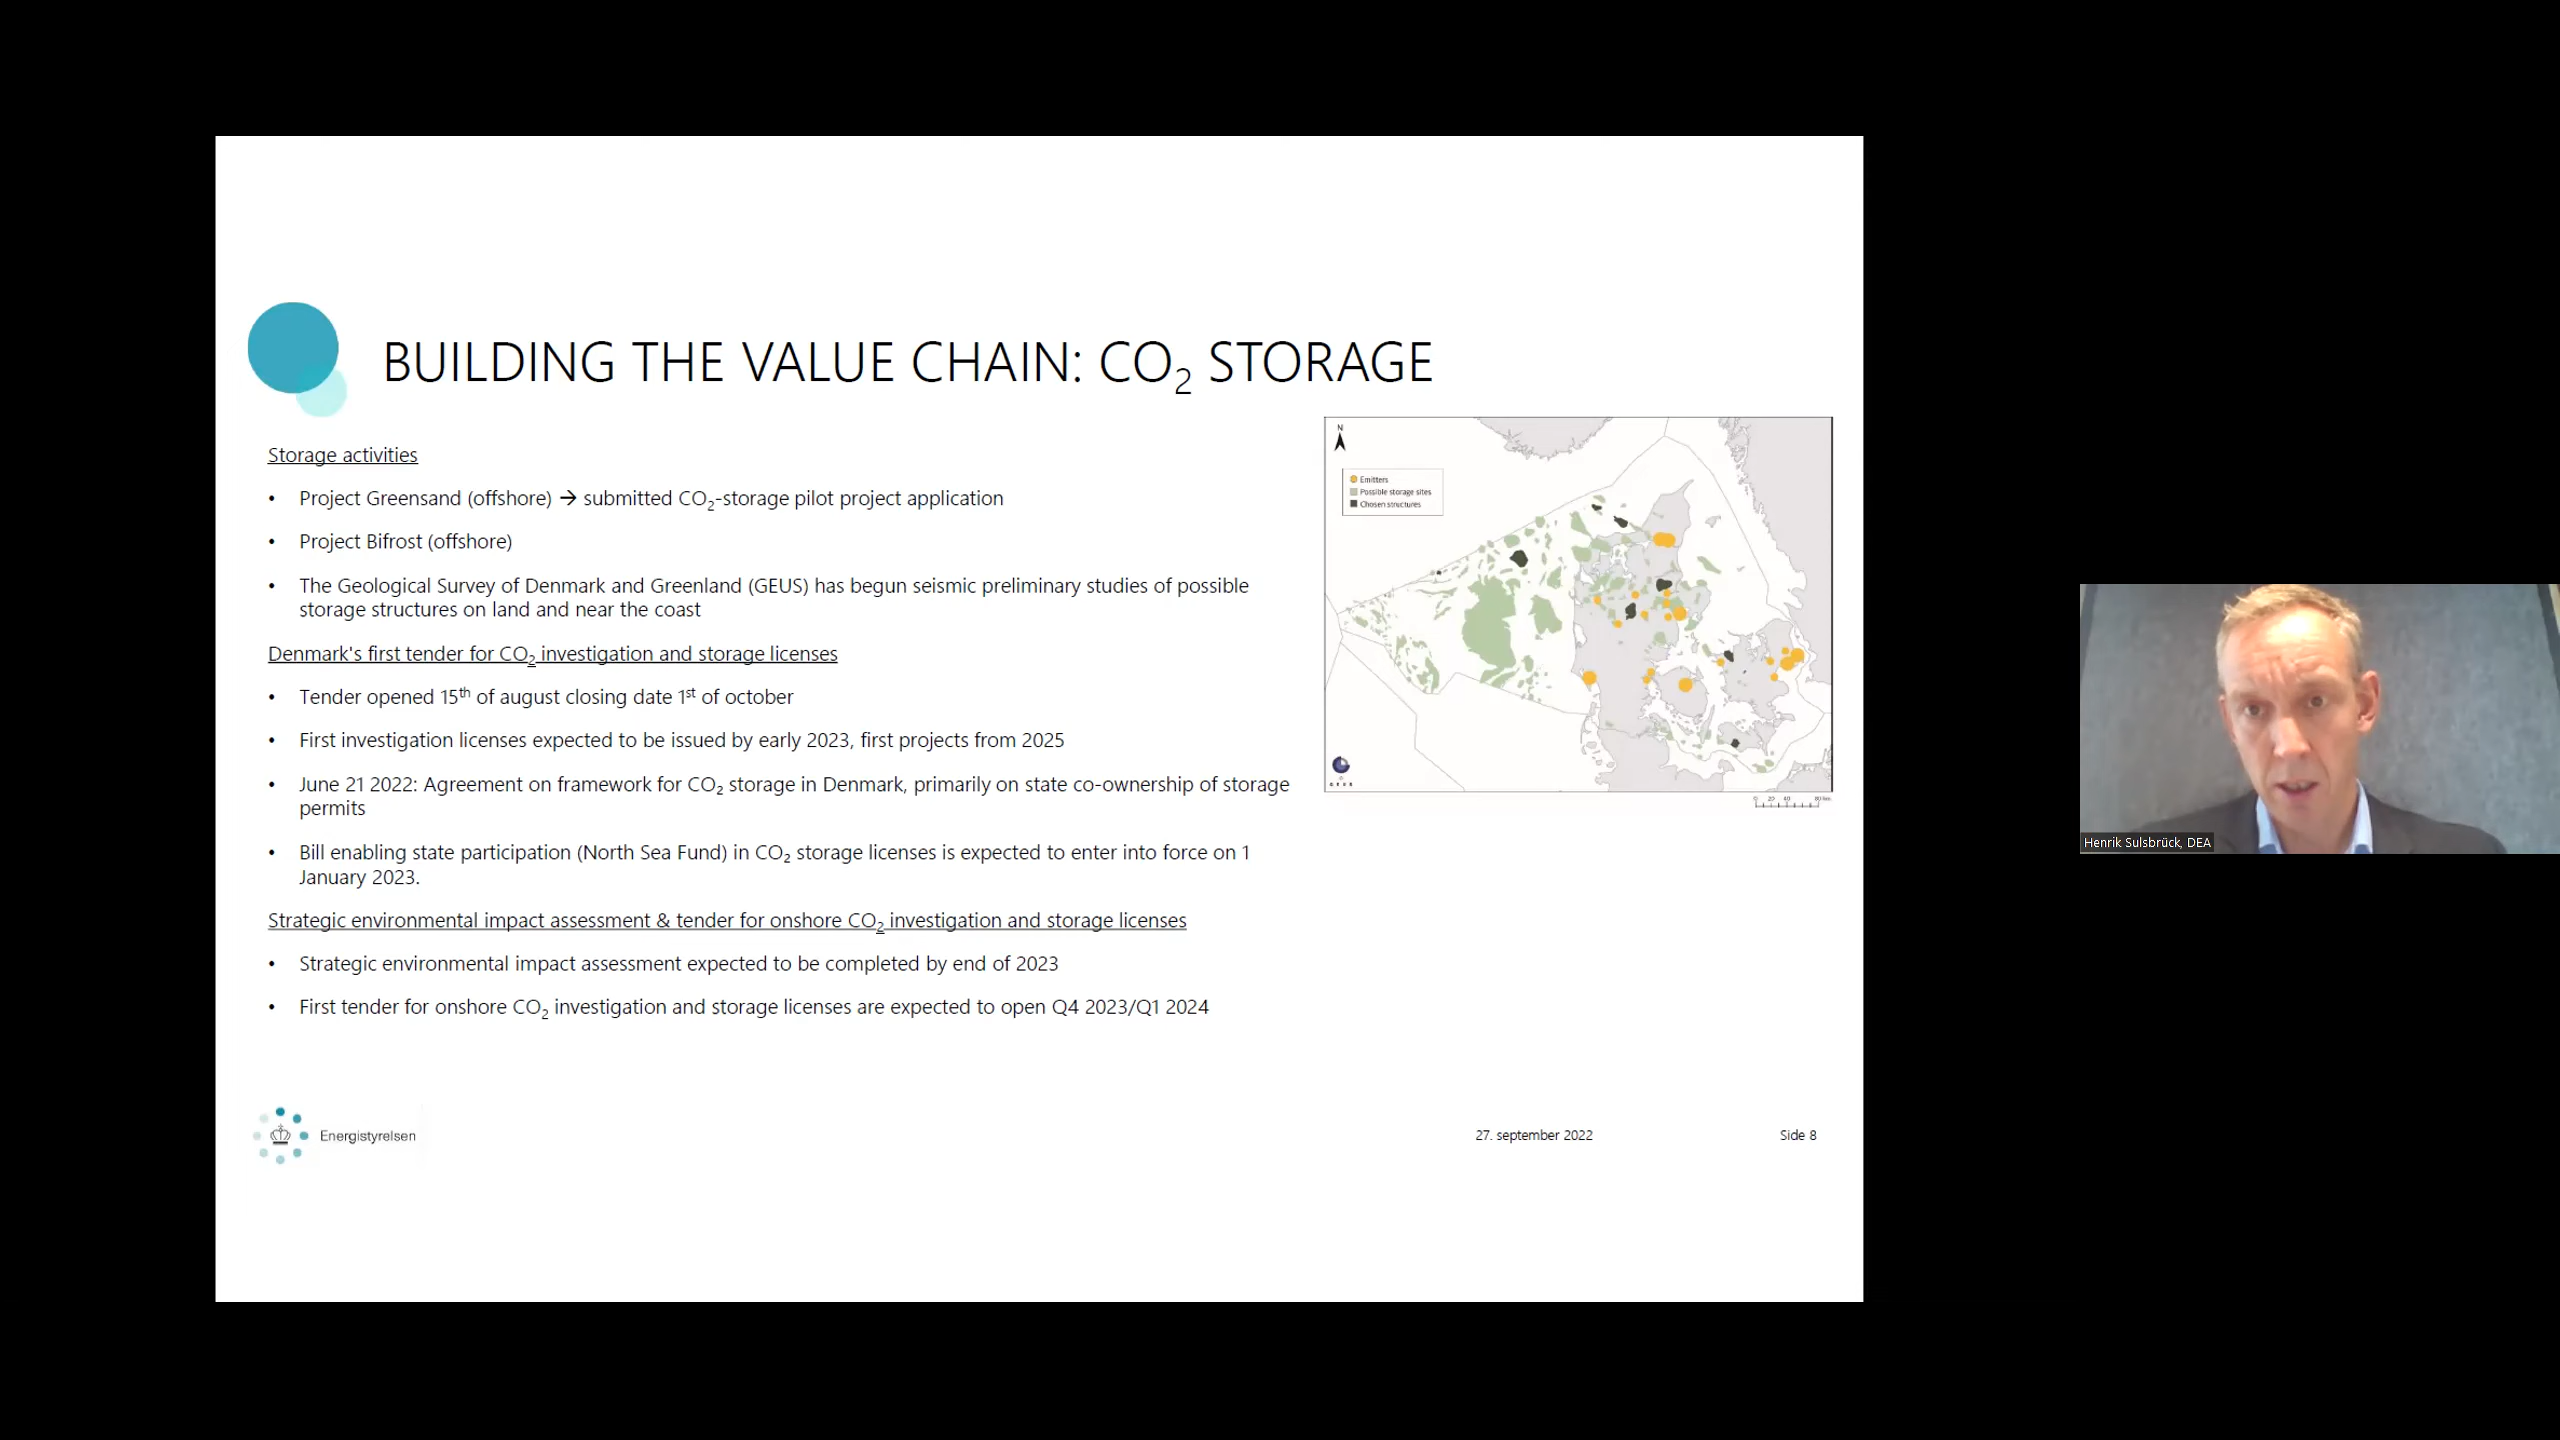 BUILDING THE VALUE CHAIN: CO₂ STORAGE
Storage activities
• Project Greensand (offshore) → submitted CO₂-storage pilot project application
• Project Bifrost (offshore)
• The Geological Survey of Denmark and Greenland (GEUS) has begun seismic preliminary studies of possible
storage structures on land and near the coast
Denmark's first tender for CO₂ investigation and storage licenses
• Tender opened 15th of august closing date 1st of october
• First investigation licenses expected to be issued by early 2023, first projects from 2025
• June 21 2022: Agreement on framework for CO₂ storage in Denmark, primarily on state co-ownership of storage
permits
• Bill enabling state participation (North Sea Fund) in CO₂ storage licenses is expected to enter into force on 1
January 2023.
Strategic environmental impact assessment & tender for onshore CO₂ investigation and storage licenses
• Strategic environmental impact assessment expected to be completed by end of 2023
• First tender for onshore CO₂ investigation and storage licenses are expected to open Q4 2023/Q1 2024
N
Emitters
Possible storage sites
Chosen structures
G E U S
0 20 40 80 km
Henrik Sulsbrück, DEA
Energistyrelsen
27. september 2022
Side 8